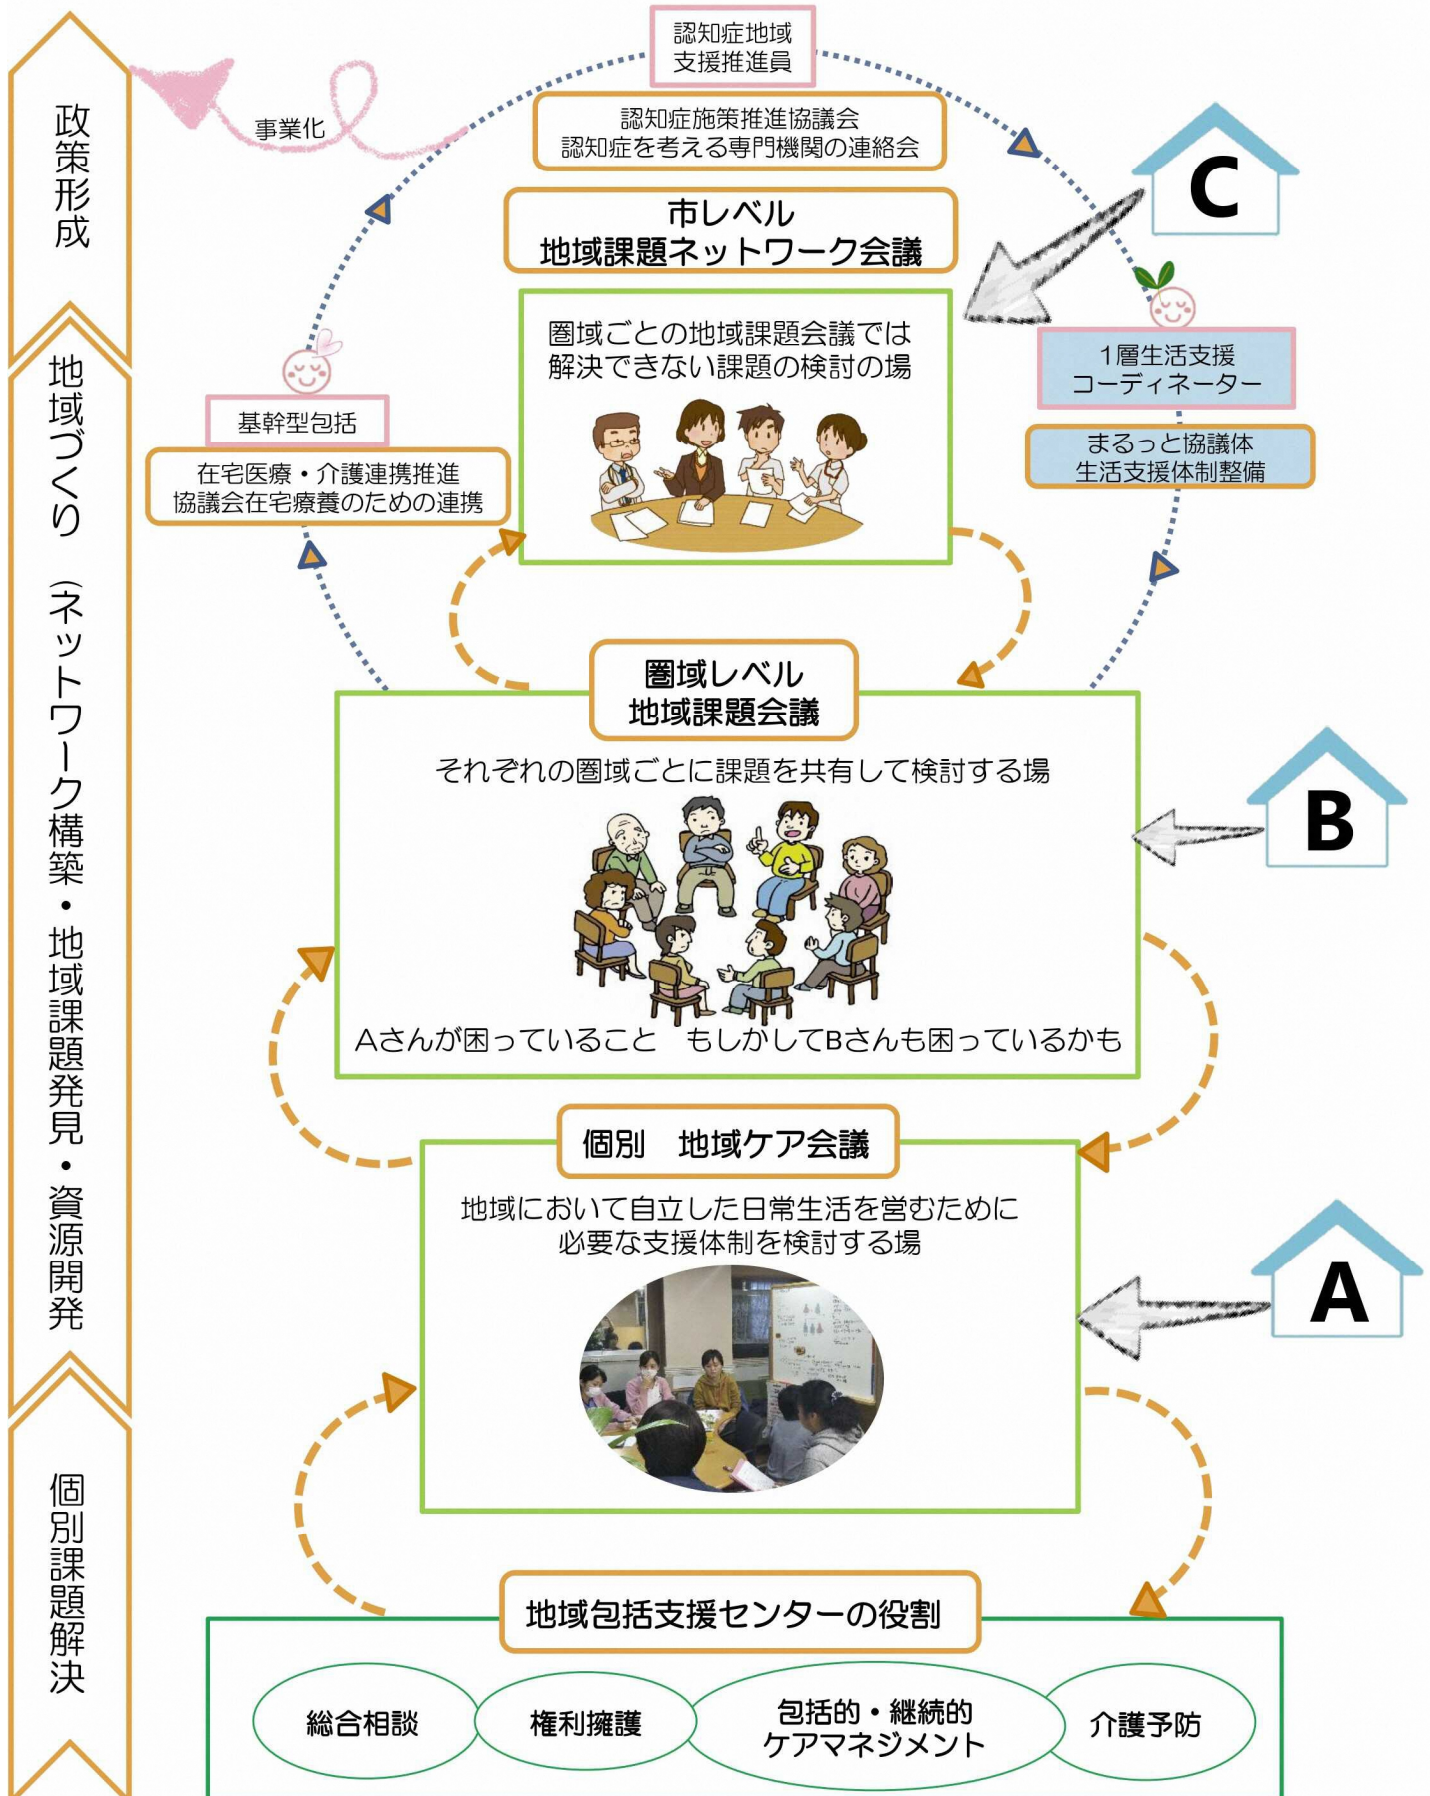 認知症地域
支援推進員
認知症施策推進協議会
認知症を考える専門機関の連絡会
事業化
政策形成
C
市レベル
地域課題ネットワーク会議
圏域ごとの地域課題会議では
解決できない課題の検討の場
1層生活支援
コーディネーター
まるっと協議体
生活支援体制整備
基幹型包括
在宅医療・介護連携推進
協議会在宅療養のための連携
地域づくり (ネットワーク構築・地域課題発見・資源開発
圏域レベル
地域課題会議
それぞれの圏域ごとに課題を共有して検討する場
B
Aさんが困っていること もしかしてBさんも困っているかも
個別 地域ケア会議
地域において自立した日常生活を営むために
必要な支援体制を検討する場
A
個別課題解決
地域包括支援センターの役割
総合相談
権利擁護
包括的・継続的
ケアマネジメント
介護予防